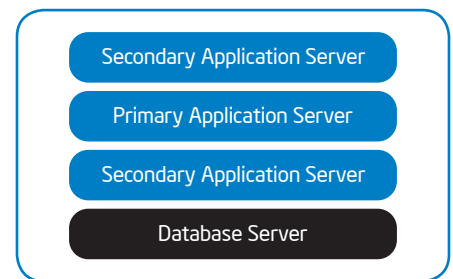 Secondary Application Server
Primary Application Server
Secondary Application Server
Database Server